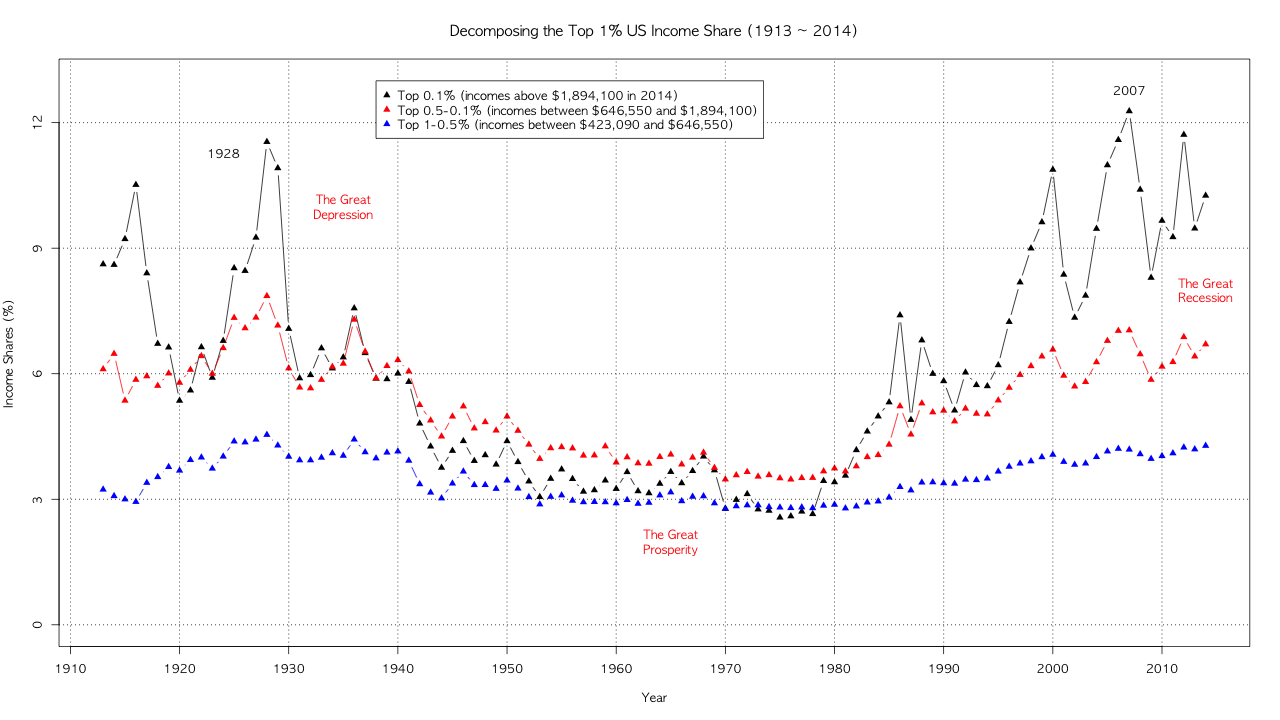 Decomposing the Top 1% US Income Share (1913 ~ 2014)
Top 0.1% (incomes above $1,894,100 in 2014)
Top 0.5-0.1% (incomes between $646,550 and $1,894,100)
Top 1-0.5% (incomes between $423,090 and $646,550)
2007
1928
The Great
Depression
The Great
Recession
The Great
Prosperity
Income Shares (%)
12
9
6
3
0
1910 1920 1930 1940 1950 1960 1970 1980 1990 2000 2010
Year